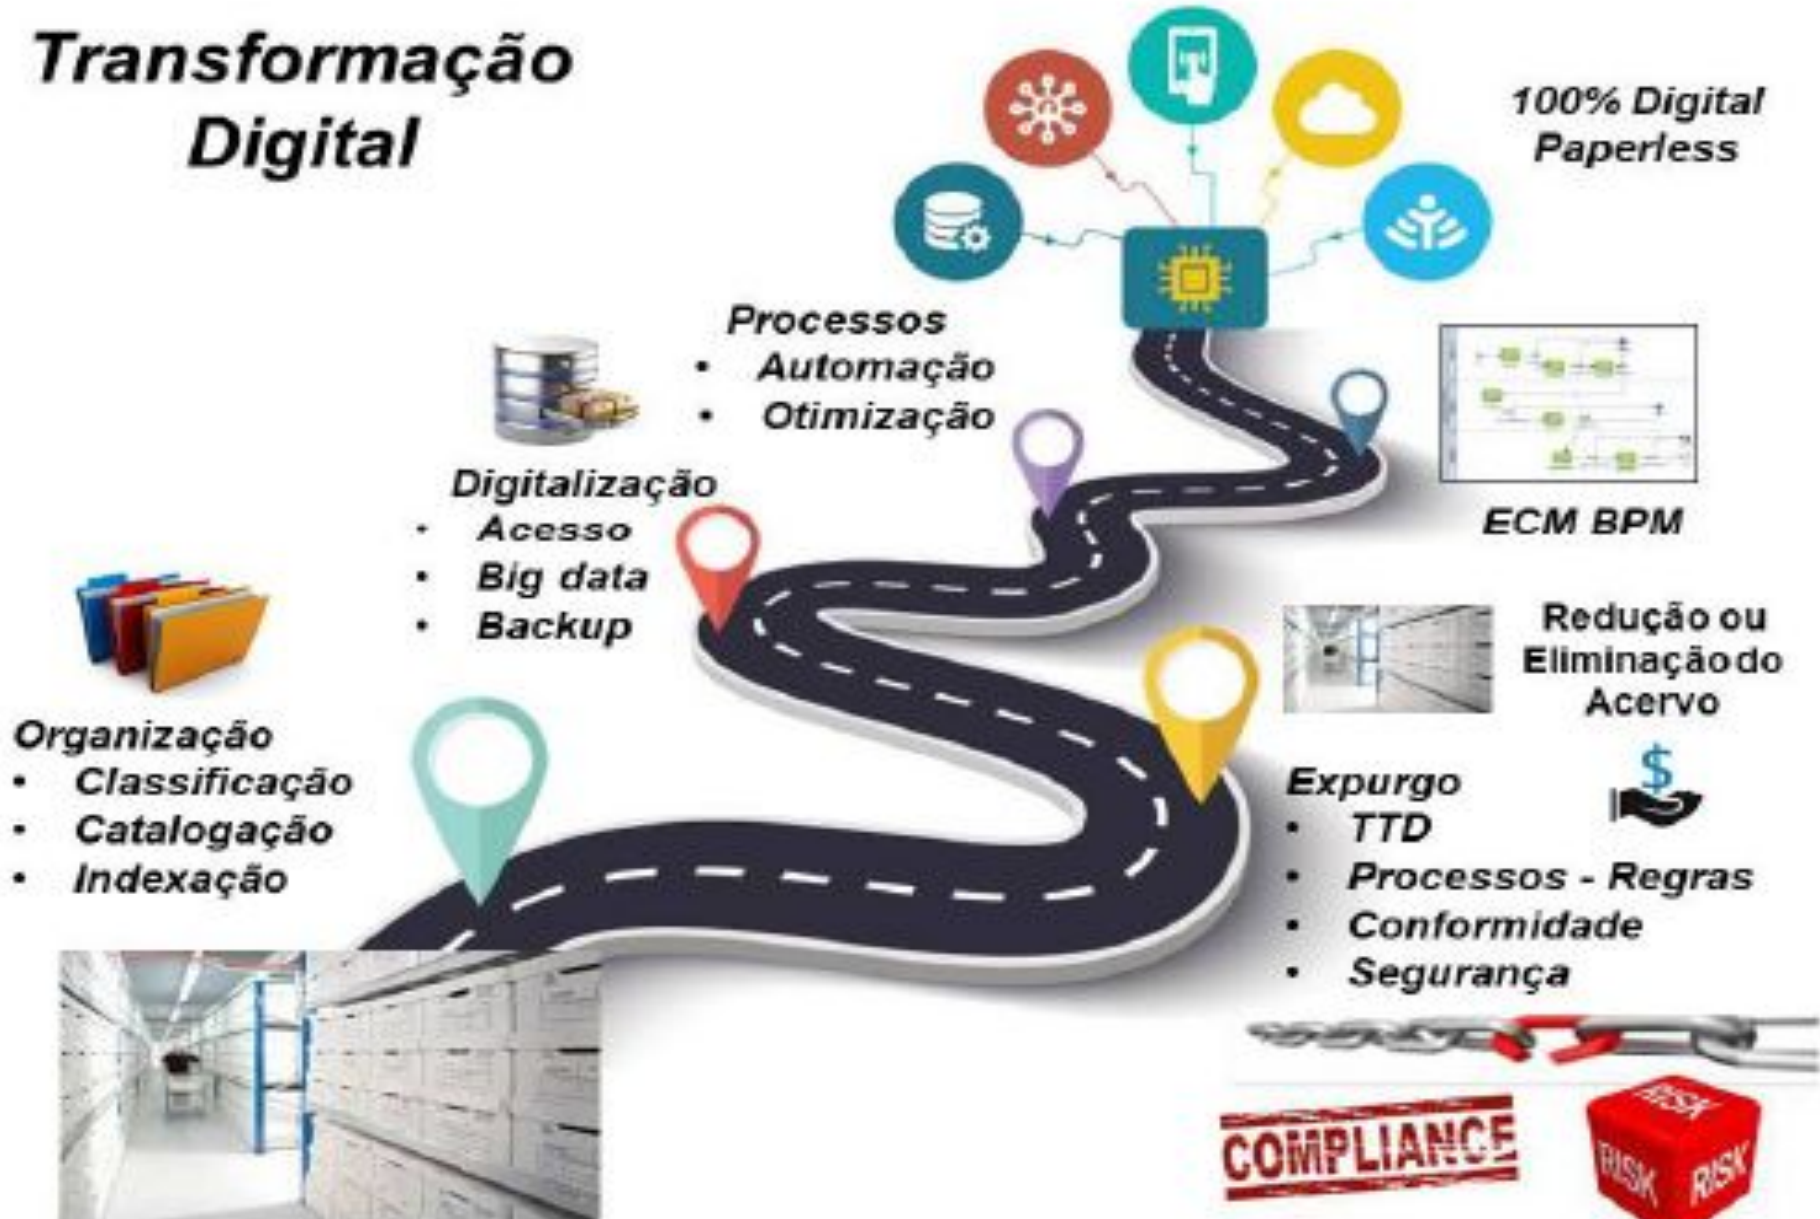 Transformação
Digital
100% Digital
Paperless
Processos
• Automação
• Otimização
Digitalização
• Acesso
• Big data
• Backup
ECM BPM
Organização
• Classificação
• Catalogação
• Indexação
Redução ou
Eliminação do
Acervo
$
Expurgo
• TTD
• Processos - Regras
• Conformidade
• Segurança
COMPLIANCE
RISK
RISK
RISK